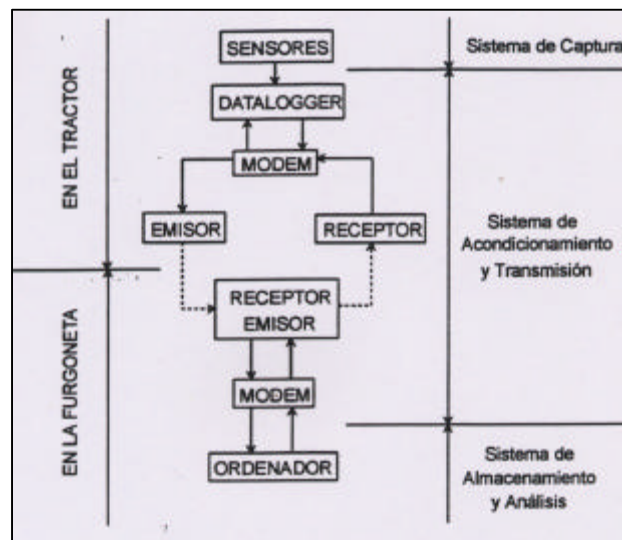 SENSORES
Sistema de Captura
DATALOGGER
EN EL TRACTOR
MODEM
EMISOR
RECEPTOR
Sistema de
Acondicionamiento
y Transmisión
RECEPTOR
EMISOR
EN LA FURGONETA
MODEM
ORDENADOR
Sistema de
Almacenamiento
y Análisis